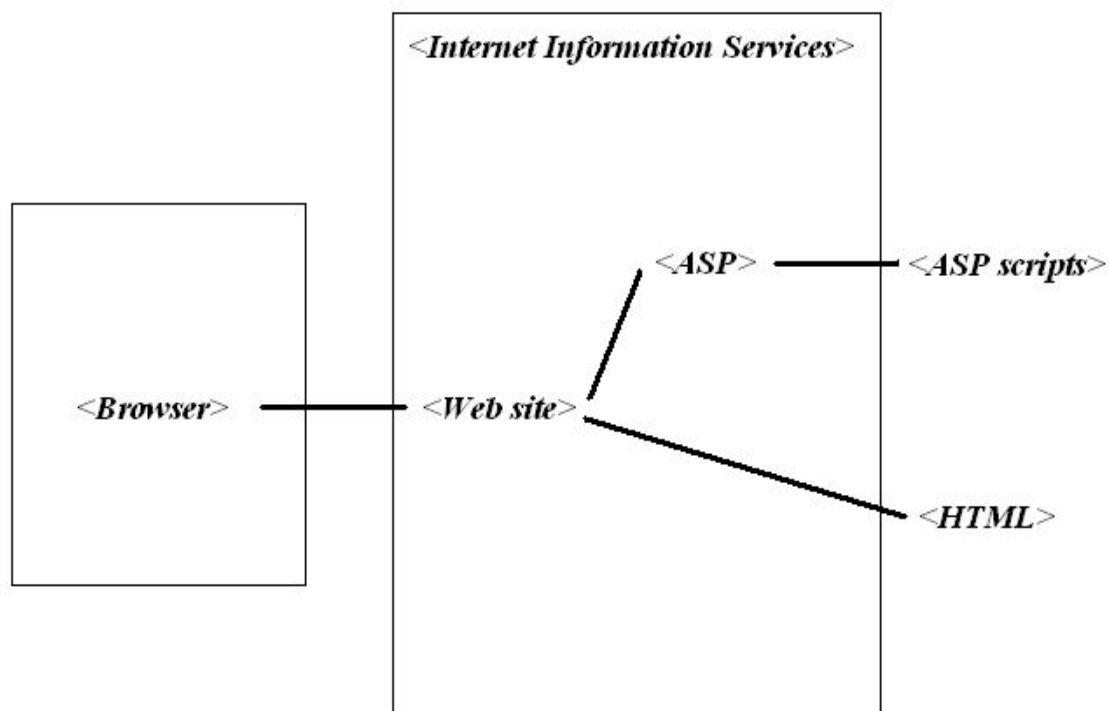 <Internet Information Services>
<ASP>
<ASP scripts>
<Browser>
<Web site>
<HTML>